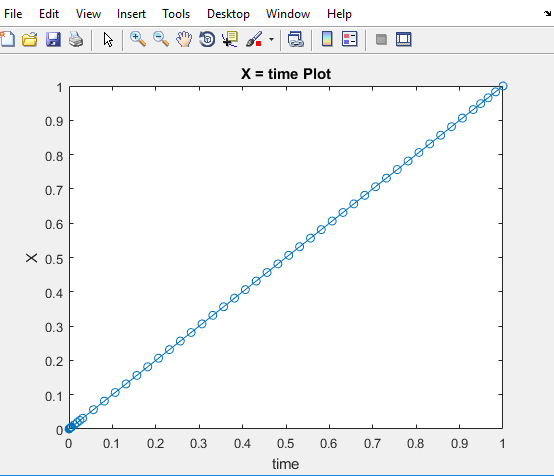 File Edit View Insert Tools Desktop Window Help
X = time Plot
1
0.9
0.8
0.7
0.6
0.5
0.4
0.3
0.2
0.1
0
X
0 0.1 0.2 0.3 0.4 0.5 0.6 0.7 0.8 0.9 1
time